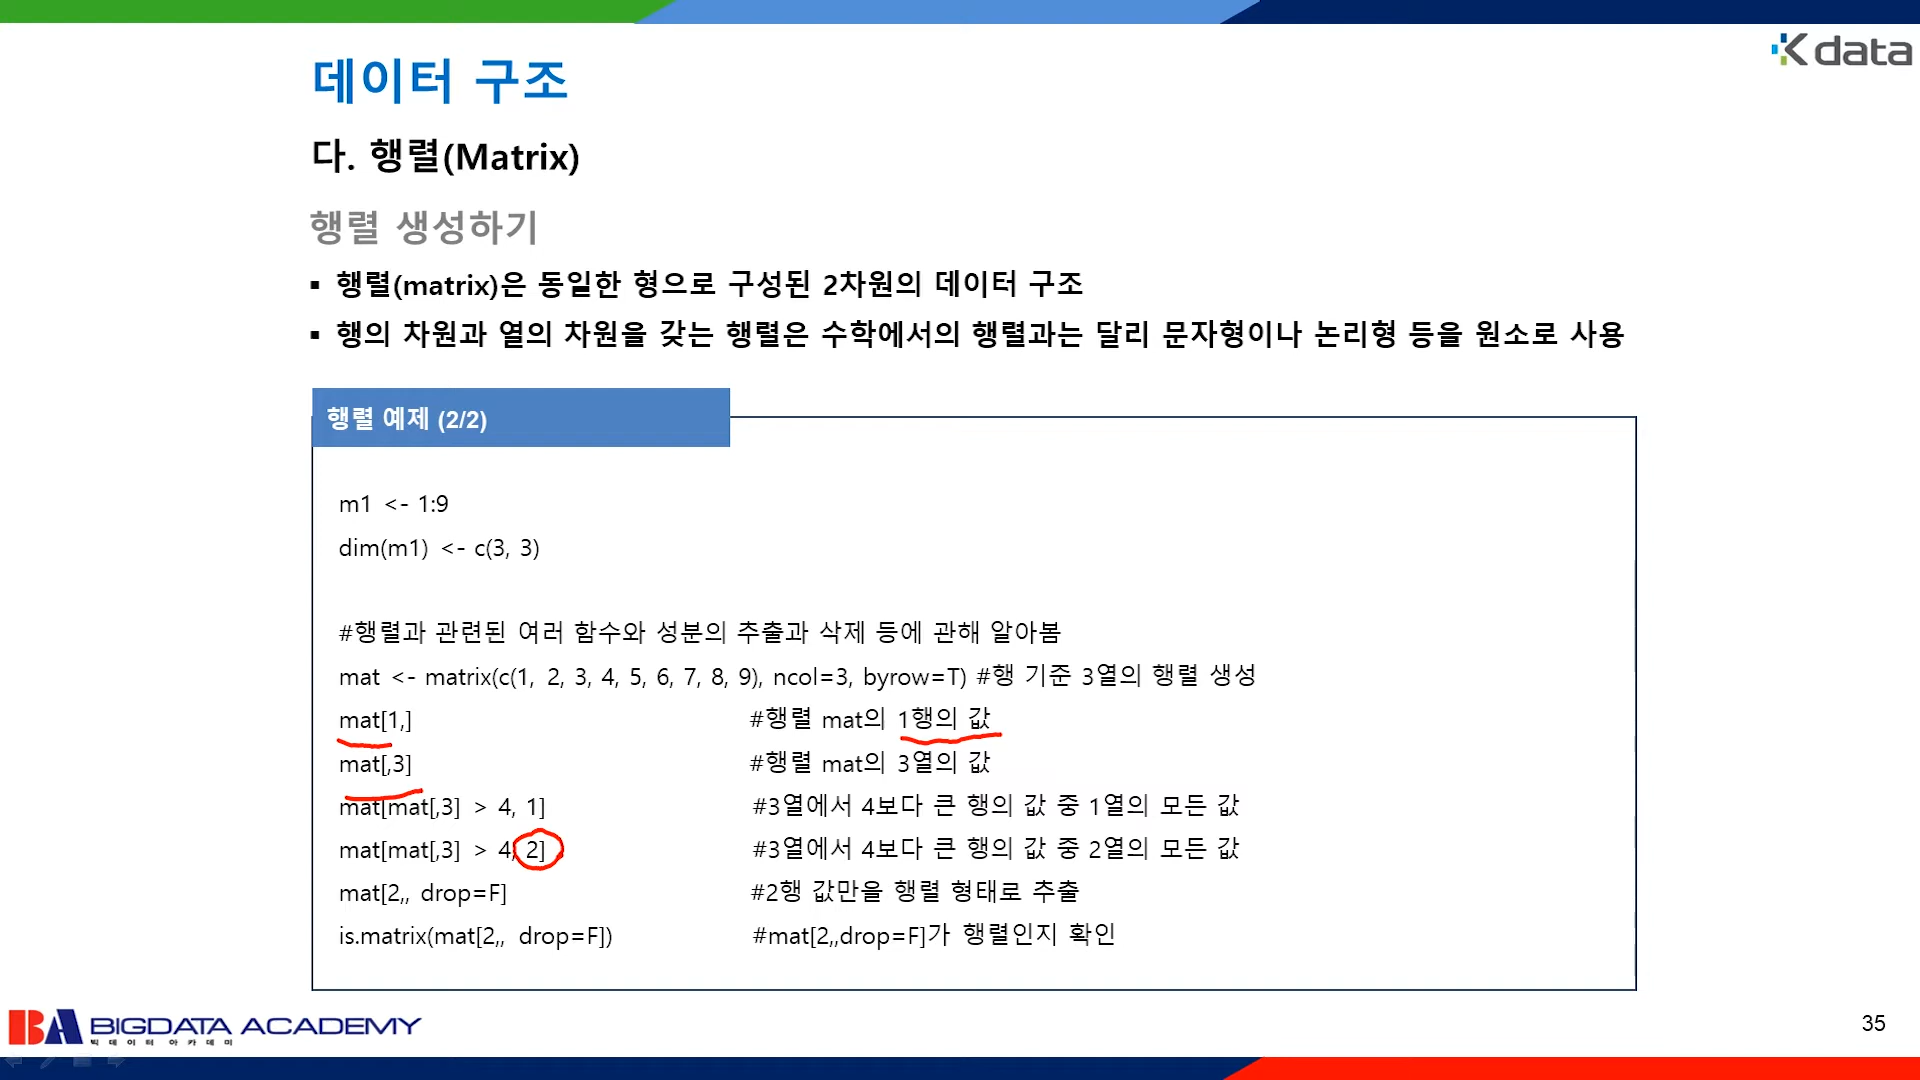 Kdata
데이터 구조
다. 행렬(Matrix)
행렬 생성하기
▪ 행렬(matrix)은 동일한 형으로 구성된 2차원의 데이터 구조
▪ 행의 차원과 열의 차원을 갖는 행렬은 수학에서의 행렬과는 달리 문자형이나 논리형 등을 원소로 사용
행렬 예제 (2/2)
m1 <- 1:9
dim(m1) <- c(3, 3)
#행렬과 관련된 여러 함수와 성분의 추출과 삭제 등에 관해 알아봄
mat <- matrix(c(1, 2, 3, 4, 5, 6, 7, 8, 9), ncol=3, byrow=T) #행 기준 3열의 행렬 생성
mat[1,] #행렬 mat의 1행의 값
mat[,3] #행렬 mat의 3열의 값
mat[mat[,3] > 4, 1] #3열에서 4보다 큰 행의 값 중 1열의 모든 값
mat[mat[,3] > 4, 2] #3열에서 4보다 큰 행의 값 중 2열의 모든 값
mat[2,, drop=F] #2행 값만을 행렬 형태로 추출
is.matrix(mat[2,, drop=F]) #mat[2,,drop=F]가 행렬인지 확인
BA BIGDATA ACADEMY
빅데이터아카데미
35